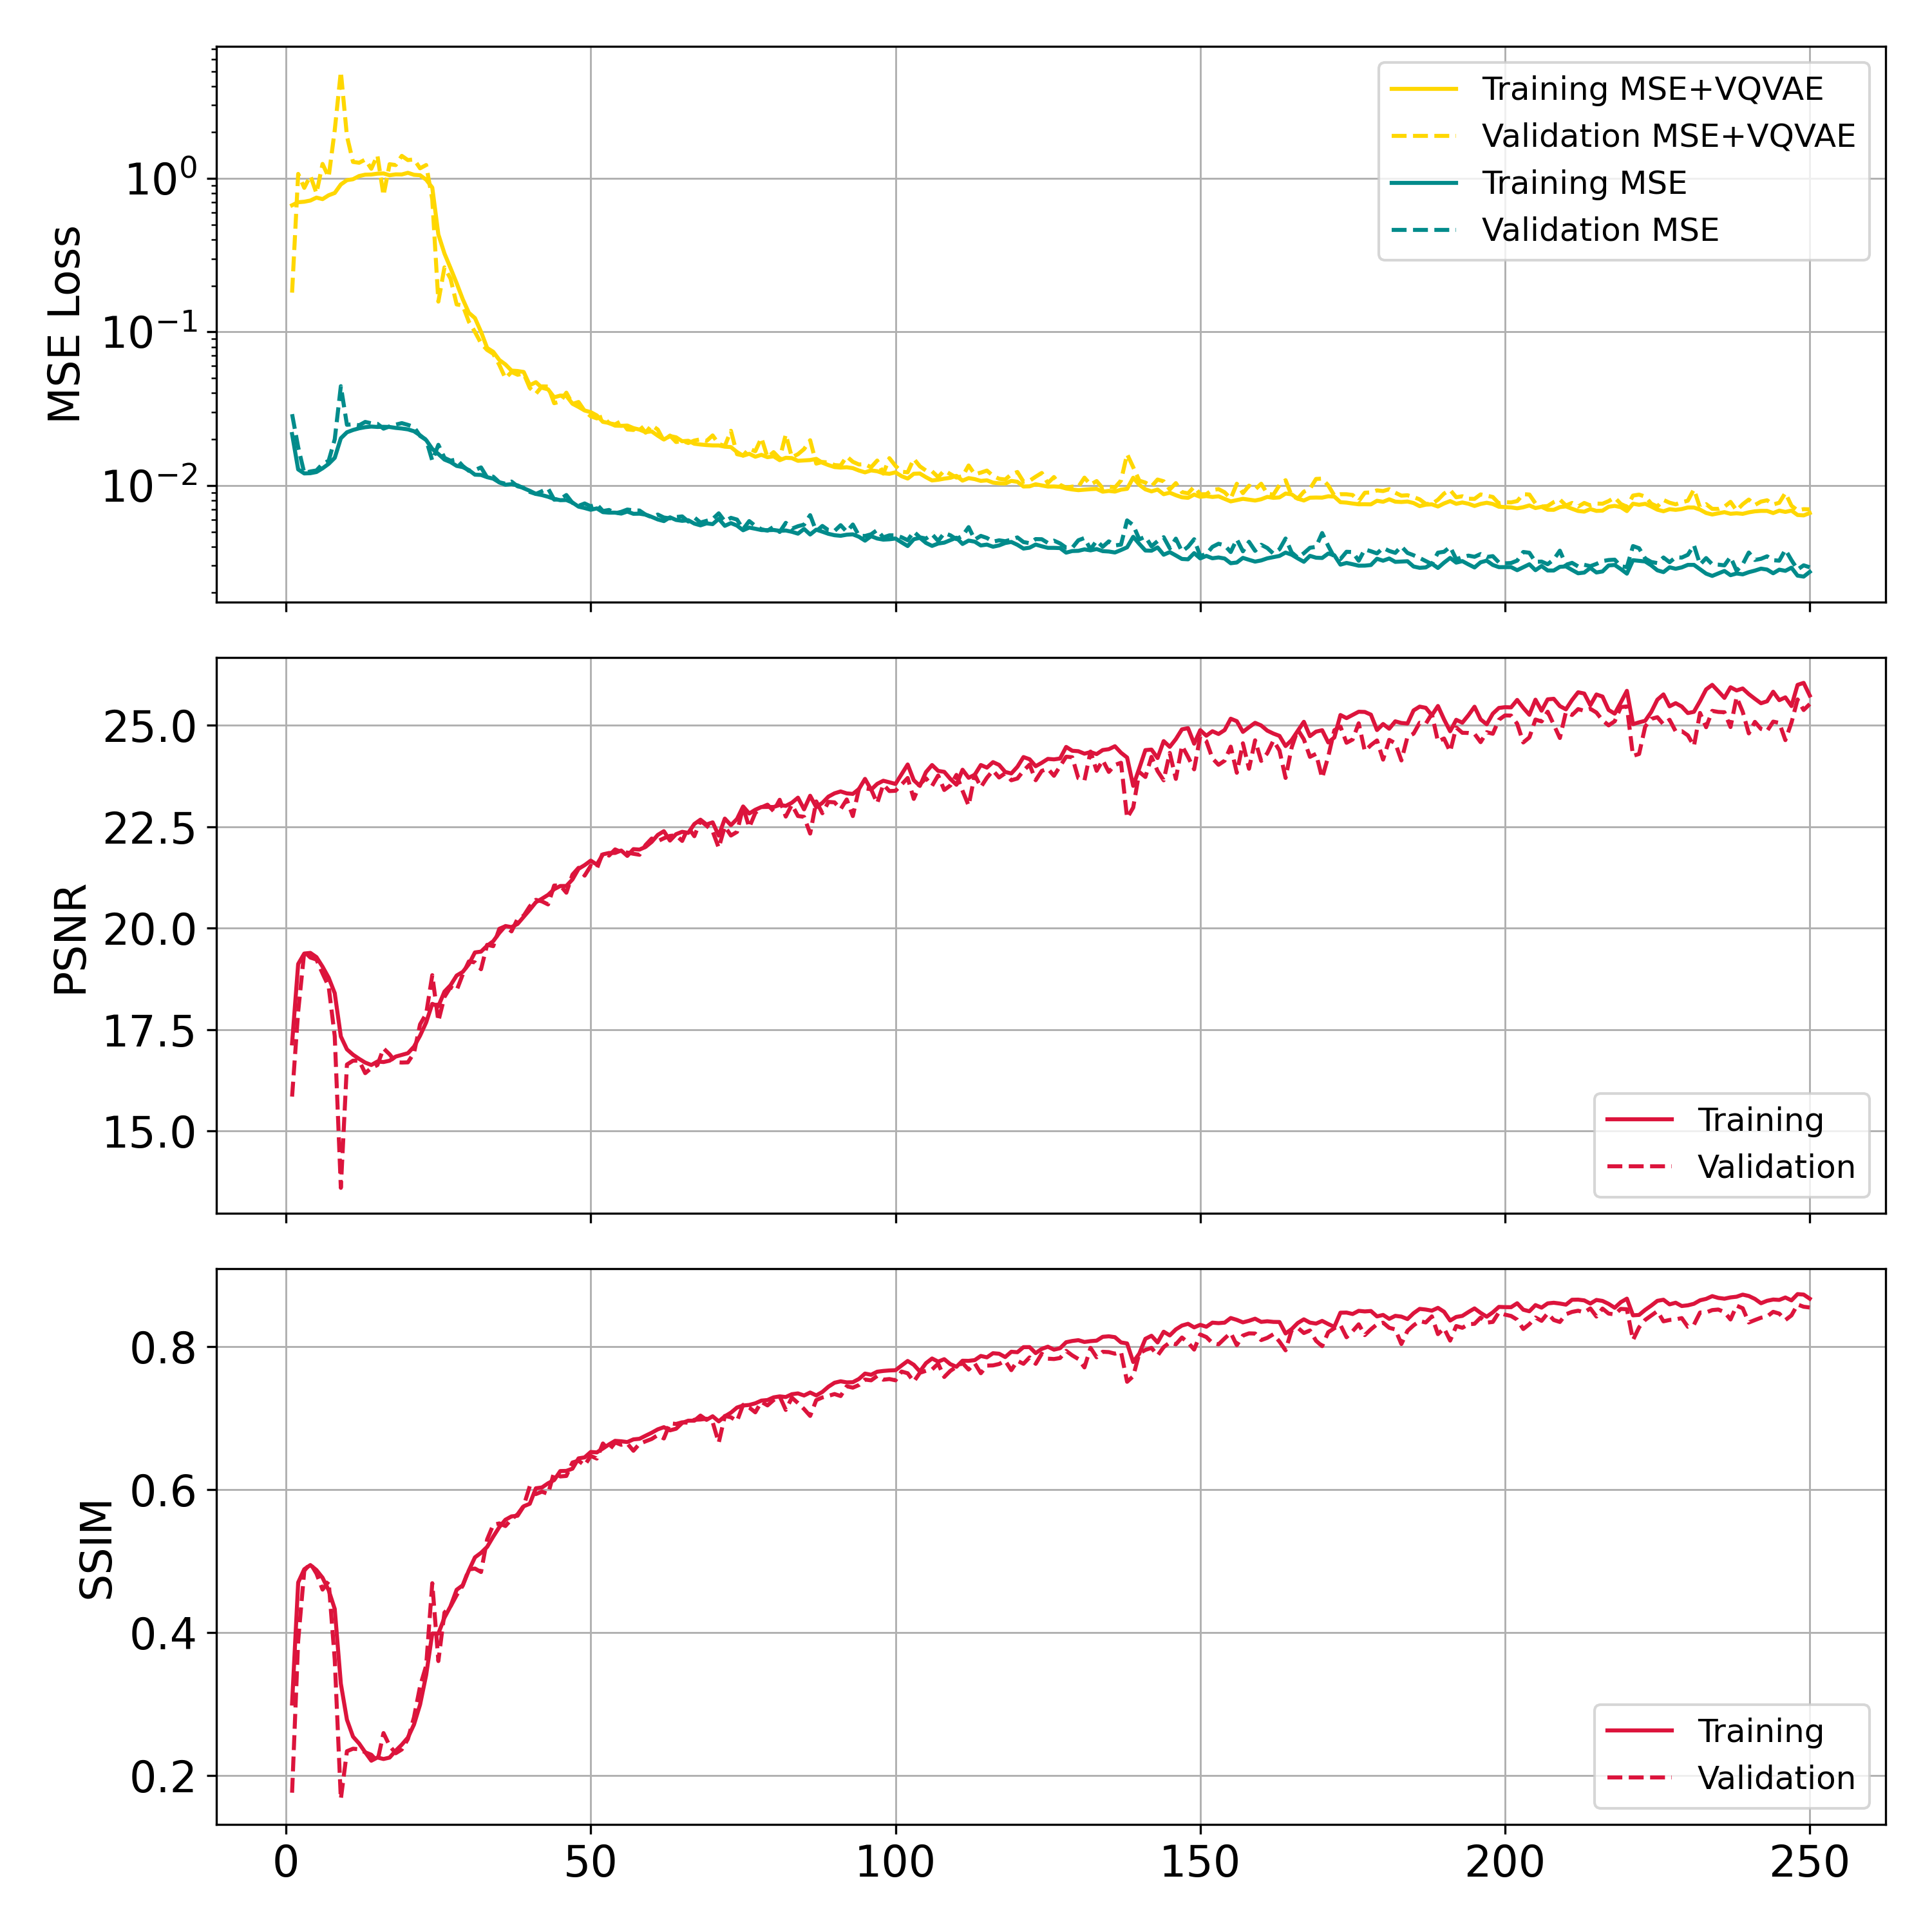 MSE Loss
10⁰
10⁻¹
10⁻²
Training MSE+VQVAE
Validation MSE+VQVAE
Training MSE
Validation MSE
PSNR
25.0
22.5
20.0
17.5
15.0
Training
Validation
SSIM
0.8
0.6
0.4
0.2
Training
Validation
0 50 100 150 200 250